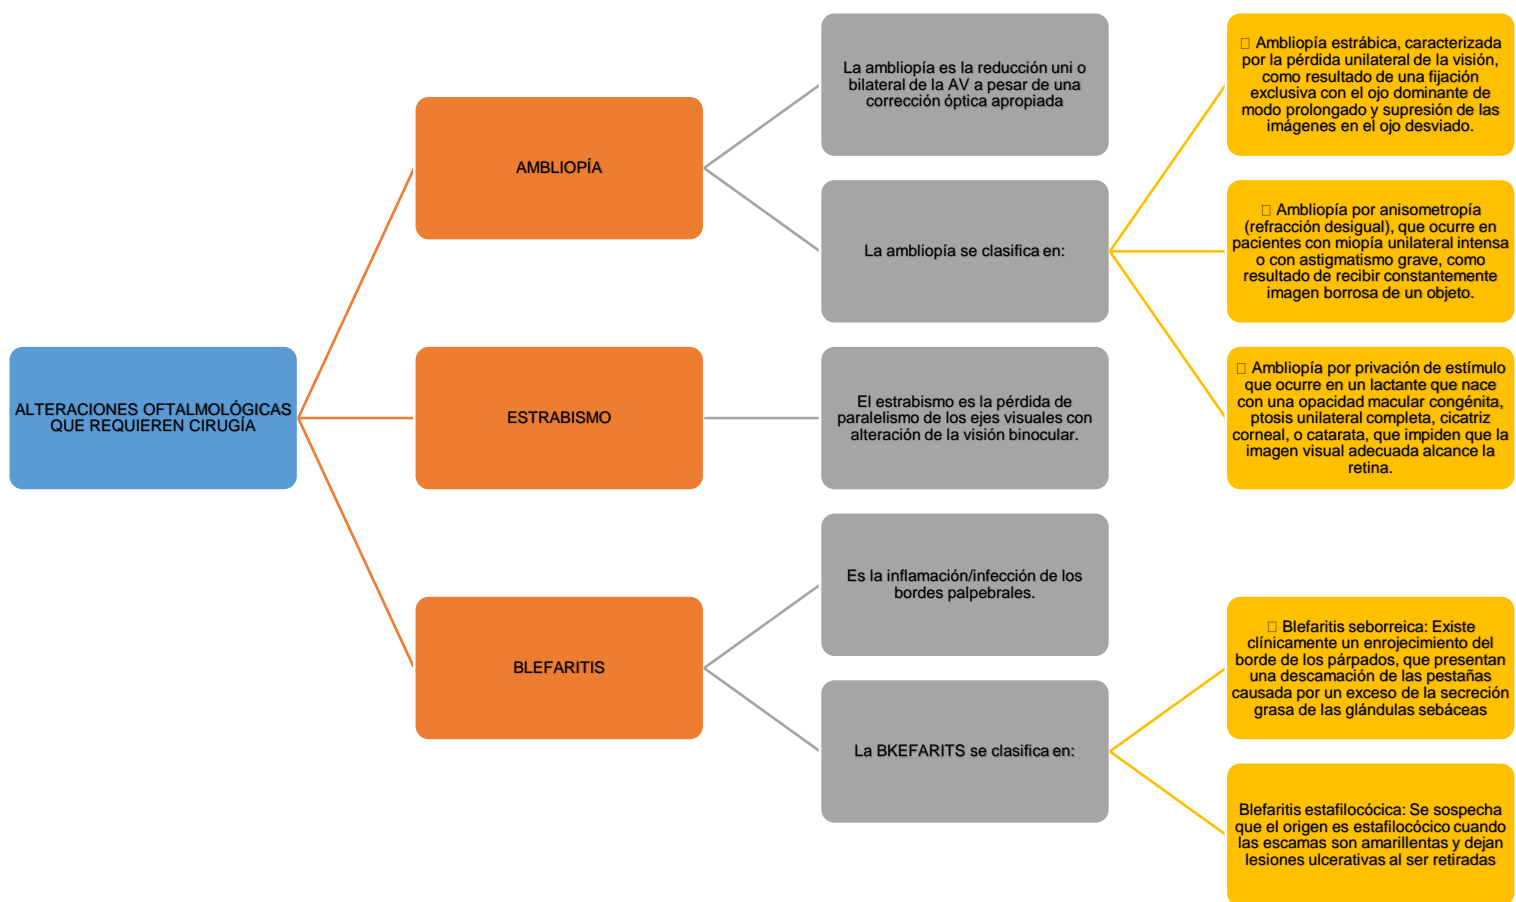 ALTERACIONES OFTALMOLÓGICAS
QUE REQUIEREN CIRUGÍA
AMBLIOPÍA
La ambliopía es la reducción uni o
bilateral de la AV a pesar de una
corrección óptica apropiada
La ambliopía se clasifica en:
 Ambliopía estrábica, caracterizada
por la pérdida unilateral de la visión,
como resultado de una fijación
exclusiva con el ojo dominante de
modo prolongado y supresión de las
imágenes en el ojo desviado.
 Ambliopía por anisometropía
(refracción desigual), que ocurre en
pacientes con miopía unilateral intensa
o con astigmatismo grave, como
resultado de recibir constantemente
imagen borrosa de un objeto.
 Ambliopía por privación de estímulo
que ocurre en un lactante que nace
con una opacidad macular congénita,
ptosis unilateral completa, cicatriz
corneal, o catarata, que impiden que la
imagen visual adecuada alcance la
retina.
ESTRABISMO
El estrabismo es la pérdida de
paralelismo de los ejes visuales con
alteración de la visión binocular.
BLEFARITIS
Es la inflamación/infección de los
bordes palpebrales.
La BKEFARITS se clasifica en:
 Blefaritis seborreica: Existe
clínicamente un enrojecimiento del
borde de los párpados, que presentan
una descamación de las pestañas
causada por un exceso de la secreción
grasa de las glándulas sebáceas
Blefaritis estafilocócica: Se sospecha
que el origen es estafilocócico cuando
las escamas son amarillentas y dejan
lesiones ulcerativas al ser retiradas